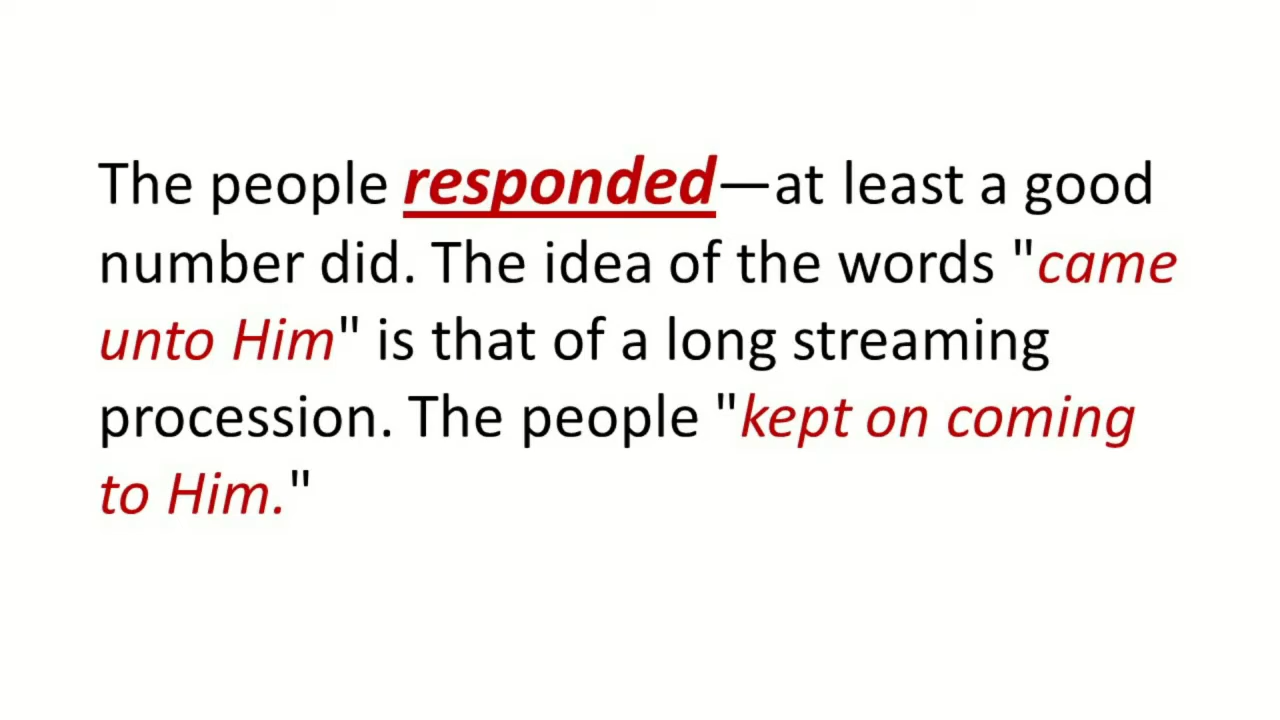 The people responded—at least a good
number did. The idea of the words "came
unto Him" is that of a long streaming
procession. The people "kept on coming
to Him."